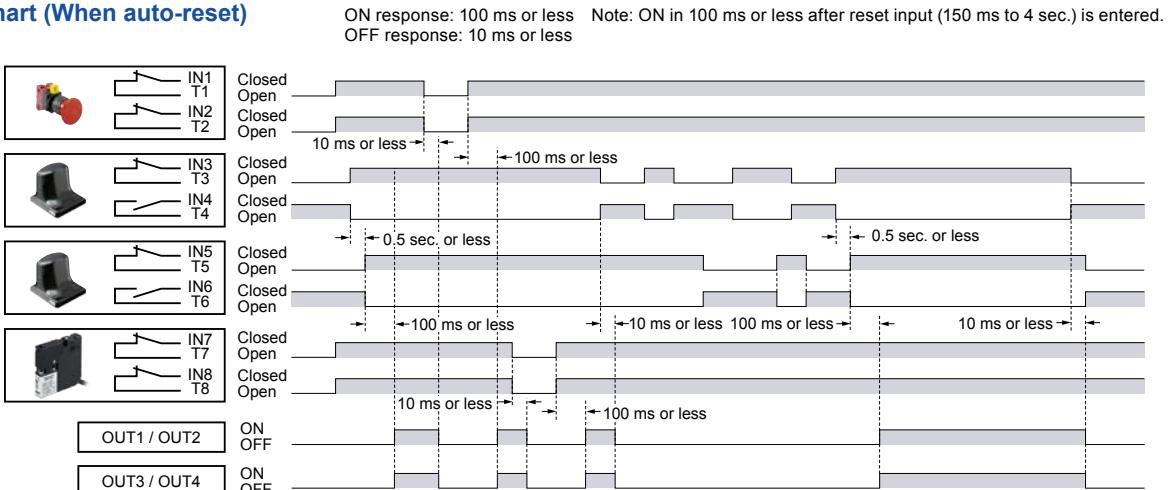 nart (When auto-reset)
ON response: 100 ms or less Note: ON in 100 ms or less after reset input (150 ms to 4 sec.) is entered.
OFF response: 10 ms or less
IN1 Closed
T1 Open
IN2 Closed
T2 Open
10 ms or less
100 ms or less
IN3 Closed
T3 Open
IN4 Closed
T4 Open
0.5 sec. or less 0.5 sec. or less
IN5 Closed
T5 Open
IN6 Closed
T6 Open
100 ms or less 10 ms or less 100 ms or less 10 ms or less
IN7 Closed
T7 Open
IN8 Closed
T8 Open
10 ms or less
100 ms or less
OUT1 / OUT2 ON
OFF
OUT3 / OUT4 ON
OFF